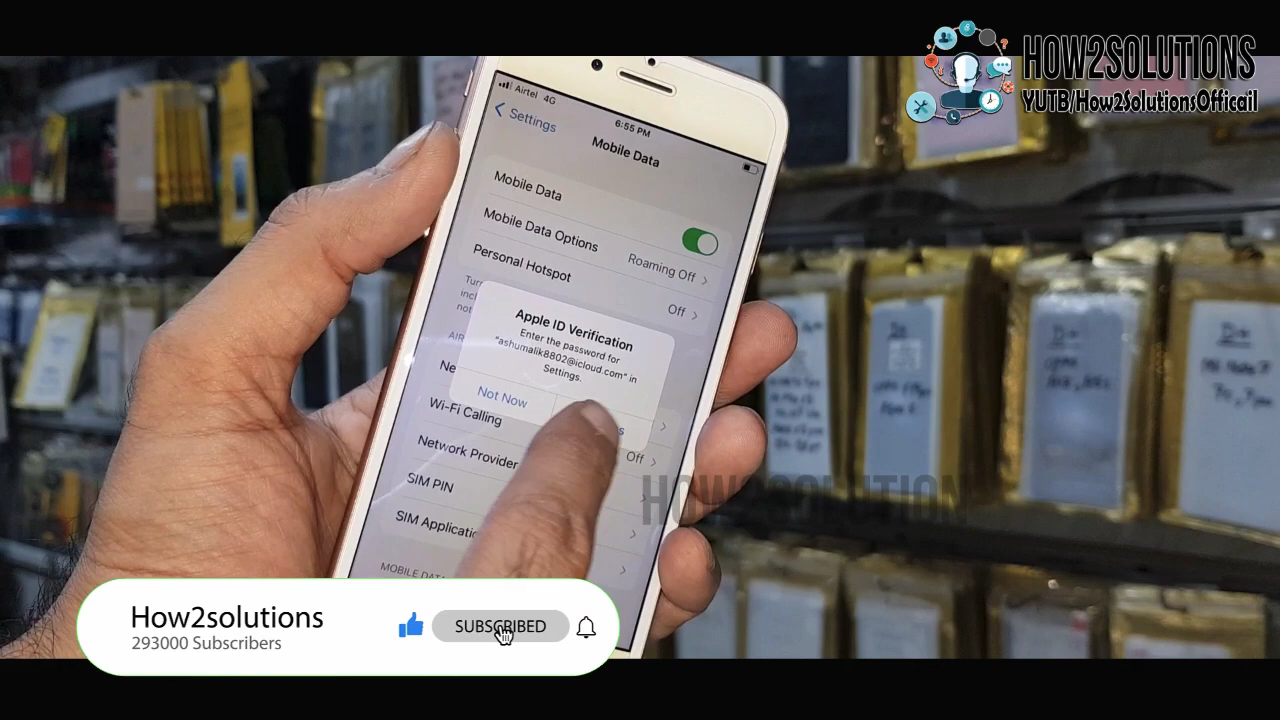 HOW2SOLUTIONS
YUTB/How2SolutionsOfficail
Airtel 4G
6:55 PM
Settings
Mobile Data
Mobile Data
Mobile Data Options
Roaming Off
Personal Hotspot
Off
Apple ID Verification
Enter the password for
"ashumalik8802@icloud.com" in
Settings.
Not Now
Wi-Fi Calling
Off
Network Provider
SIM PIN
MOBILE DATA
HOW2SOLUTION
How2solutions
293000 Subscribers
SUBSCRIBED